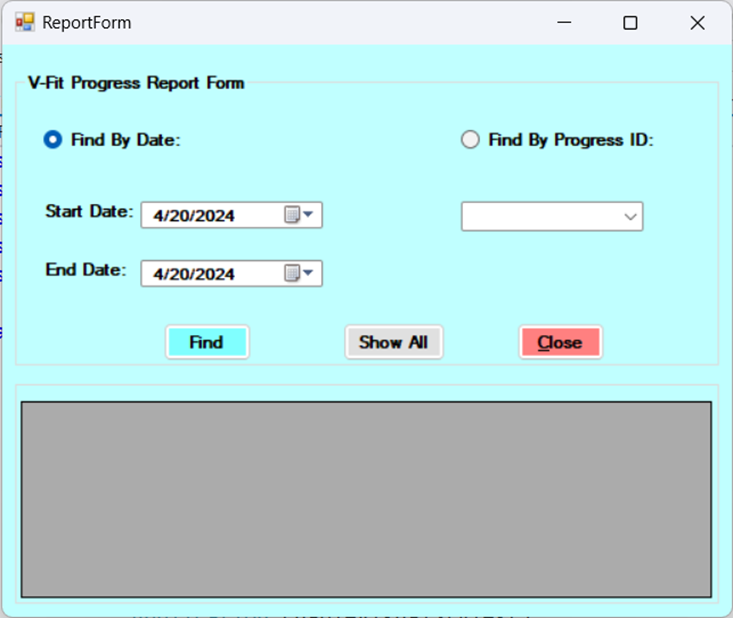 ReportForm
V-Fit Progress Report Form
Find By Date:
Find By Progress ID:
Start Date:
4/20/2024
End Date:
4/20/2024
Find
Show All
Close